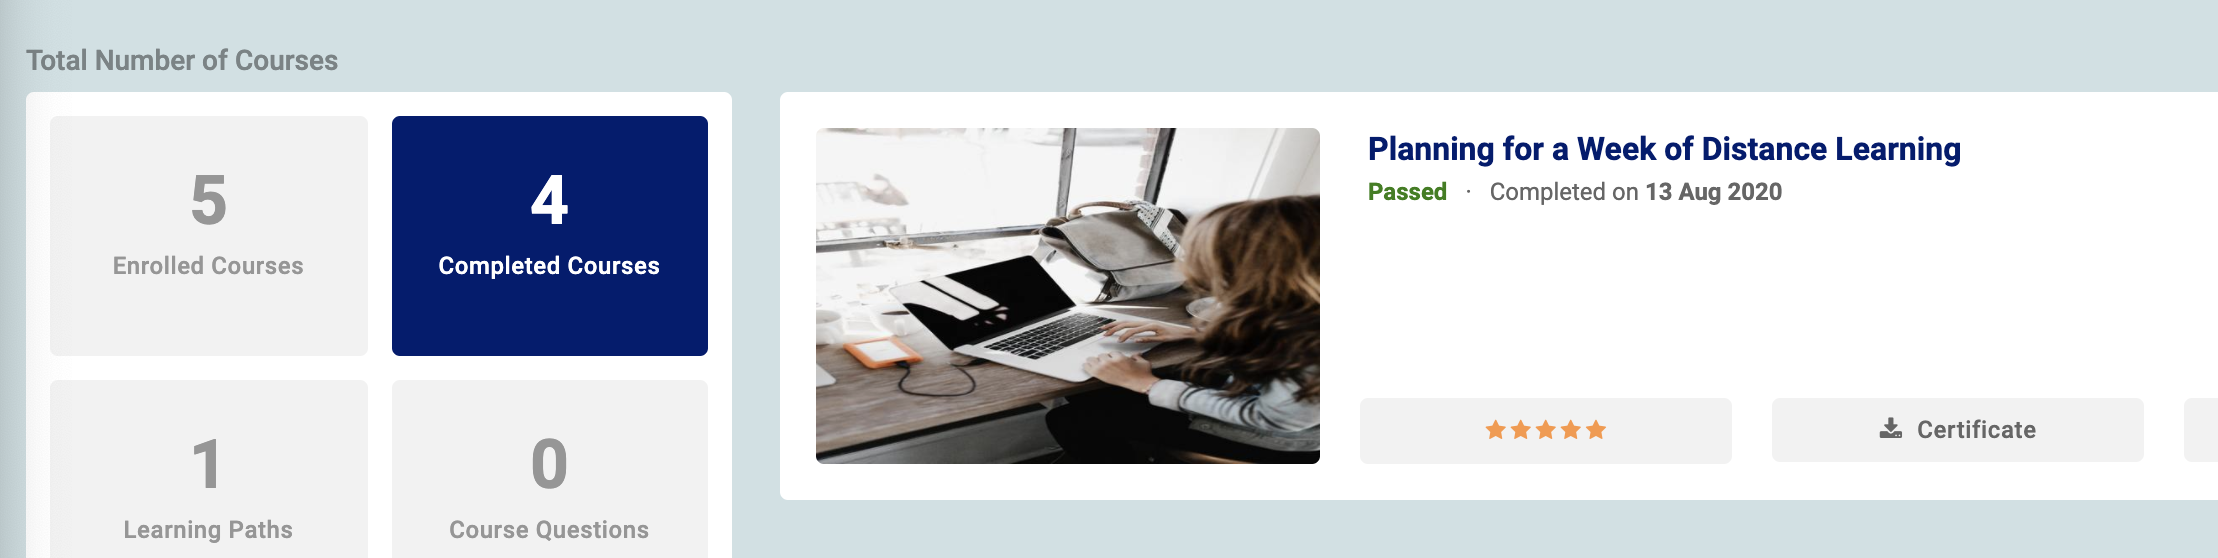 Total Number of Courses
5
Enrolled Courses
4
Completed Courses
1
Learning Paths
0
Course Questions
Planning for a Week of Distance Learning
Passed · Completed on 13 Aug 2020
Certificate